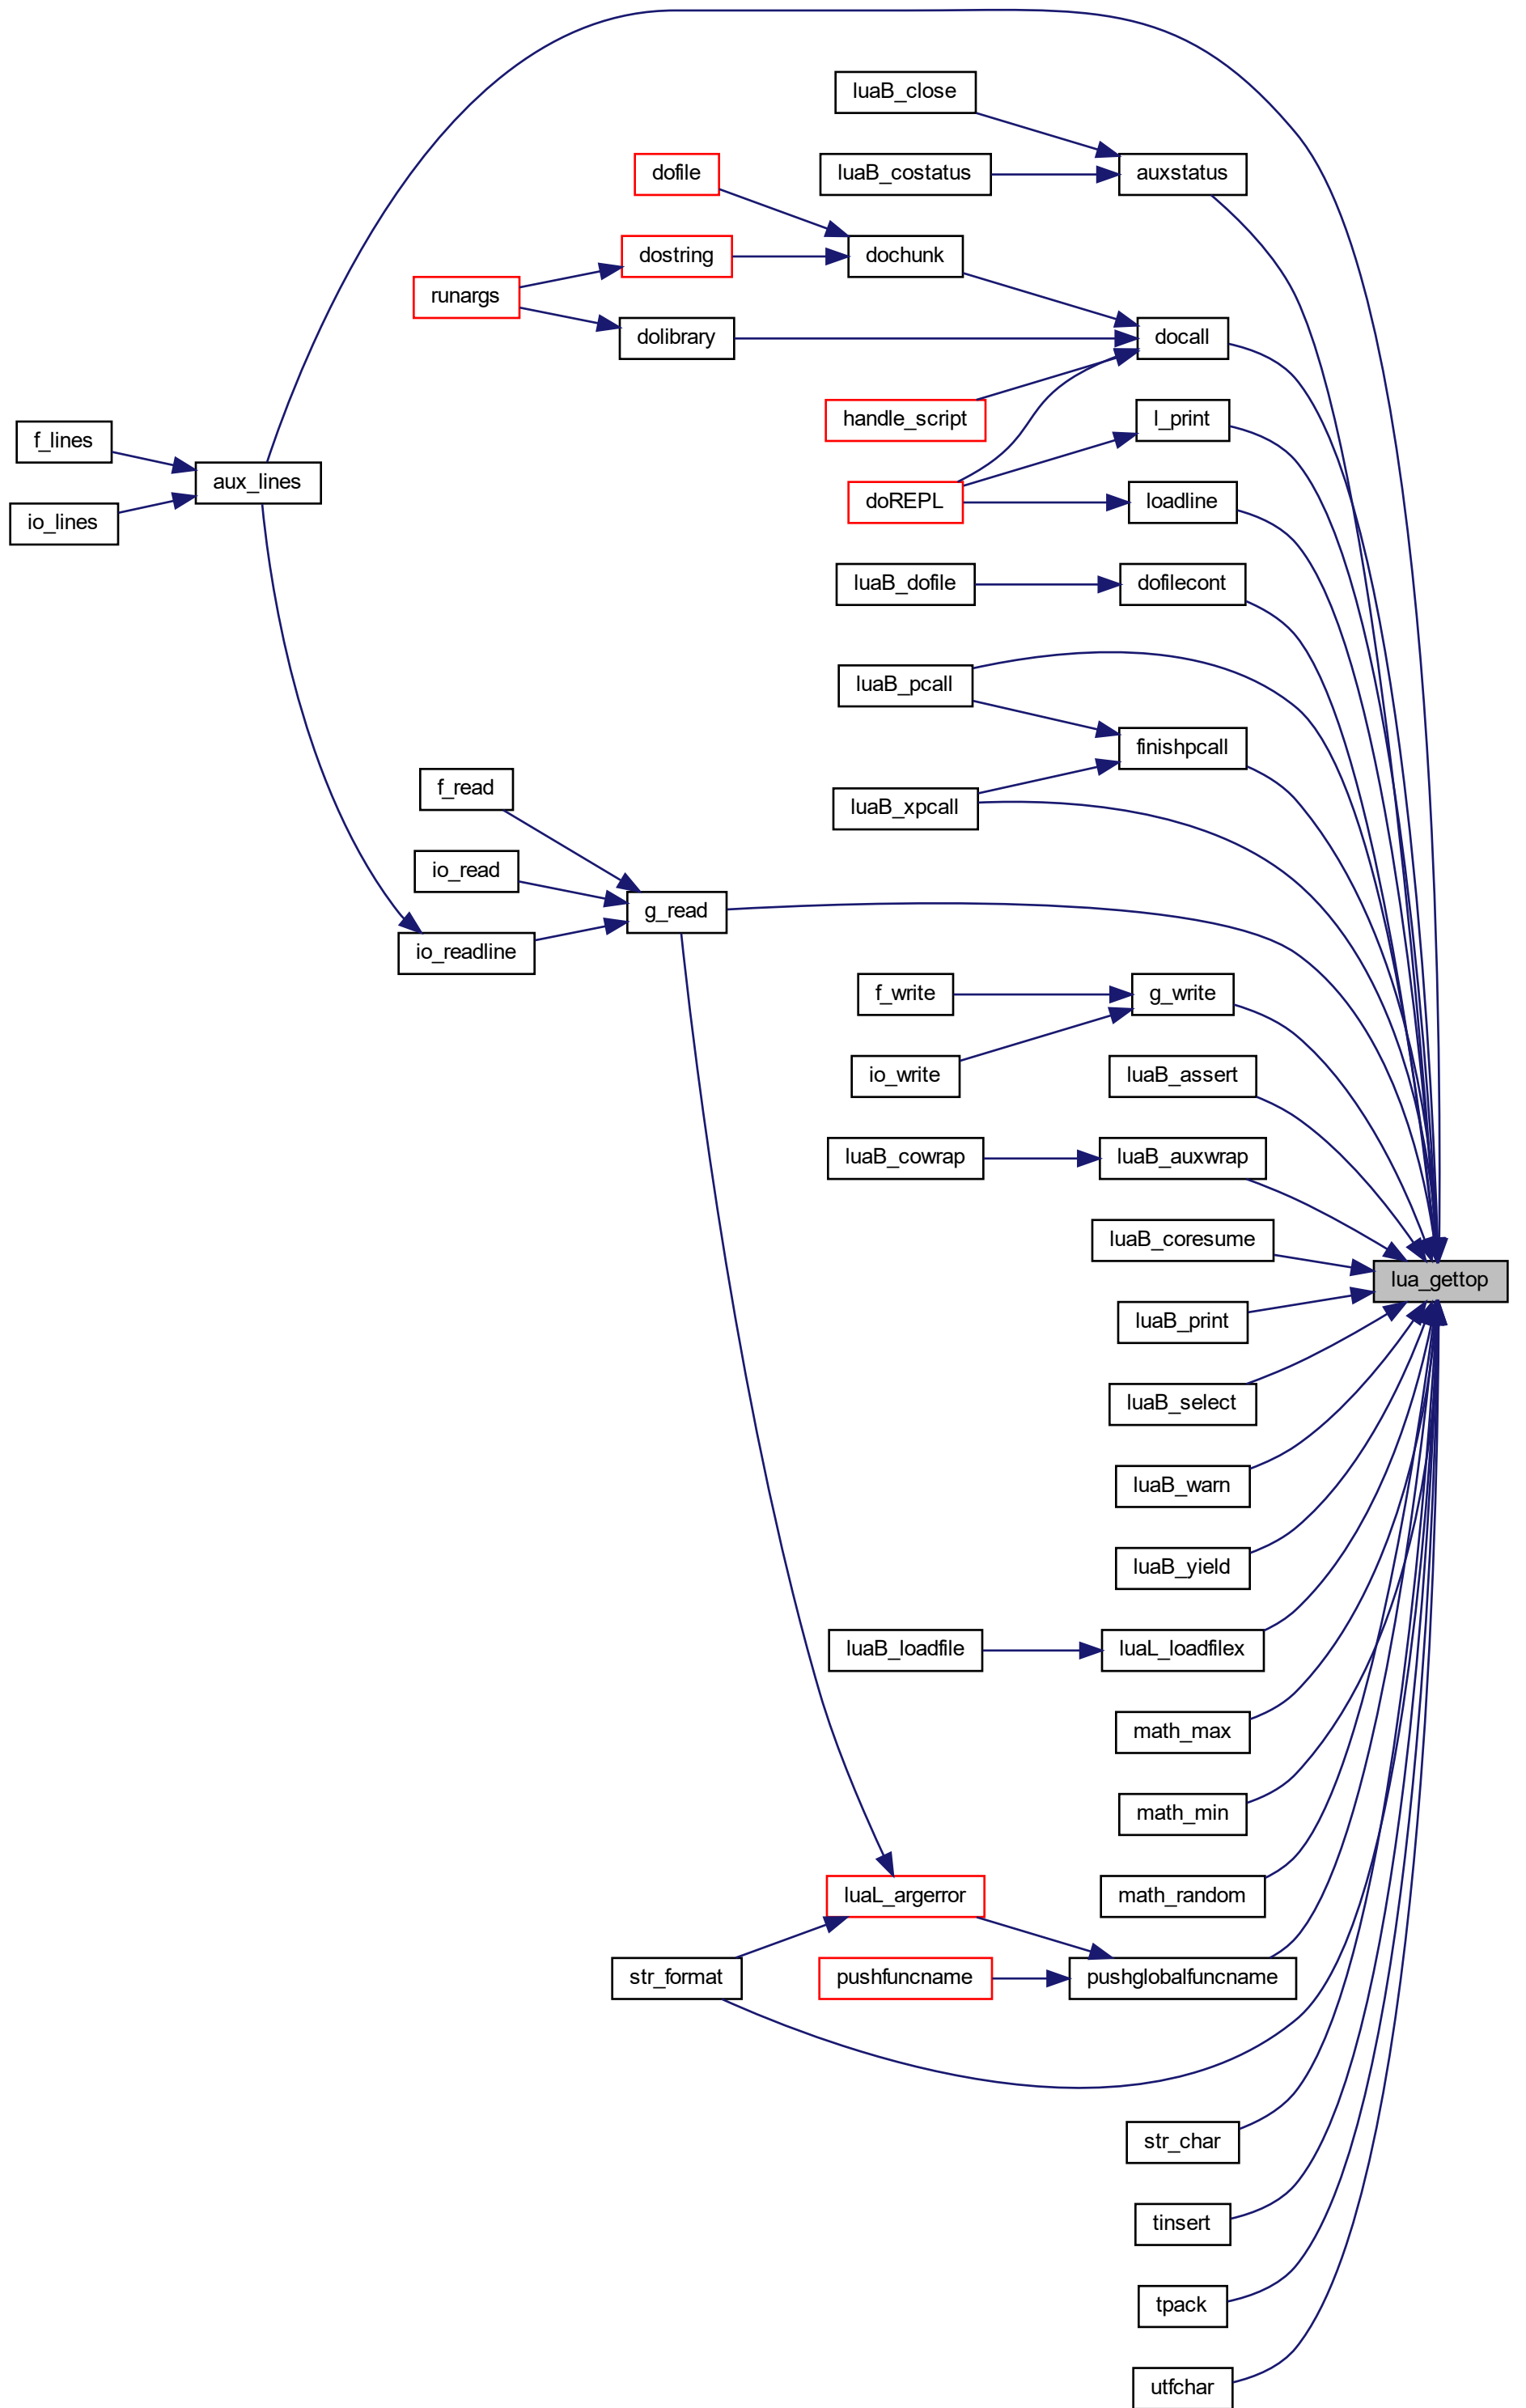 luaB_close
luaB_costatus
auxstatus
dofile
dostring
dochunk
runargs
dolibrary
docall
handle_script
l_print
f_lines
aux_lines
doREPL
loadline
io_lines
luaB_dofile
dofilecont
luaB_pcall
finishpcall
f_read
luaB_xpcall
io_read
g_read
io_readline
f_write
g_write
io_write
luaB_assert
luaB_cowrap
luaB_auxwrap
luaB_coresume
lua_gettop
luaB_print
luaB_select
luaB_warn
luaB_yield
luaB_loadfile
luaL_loadfilex
math_max
math_min
luaL_argerror
math_random
str_format
pushfuncname
pushglobalfuncname
str_char
tinsert
tpack
utfchar